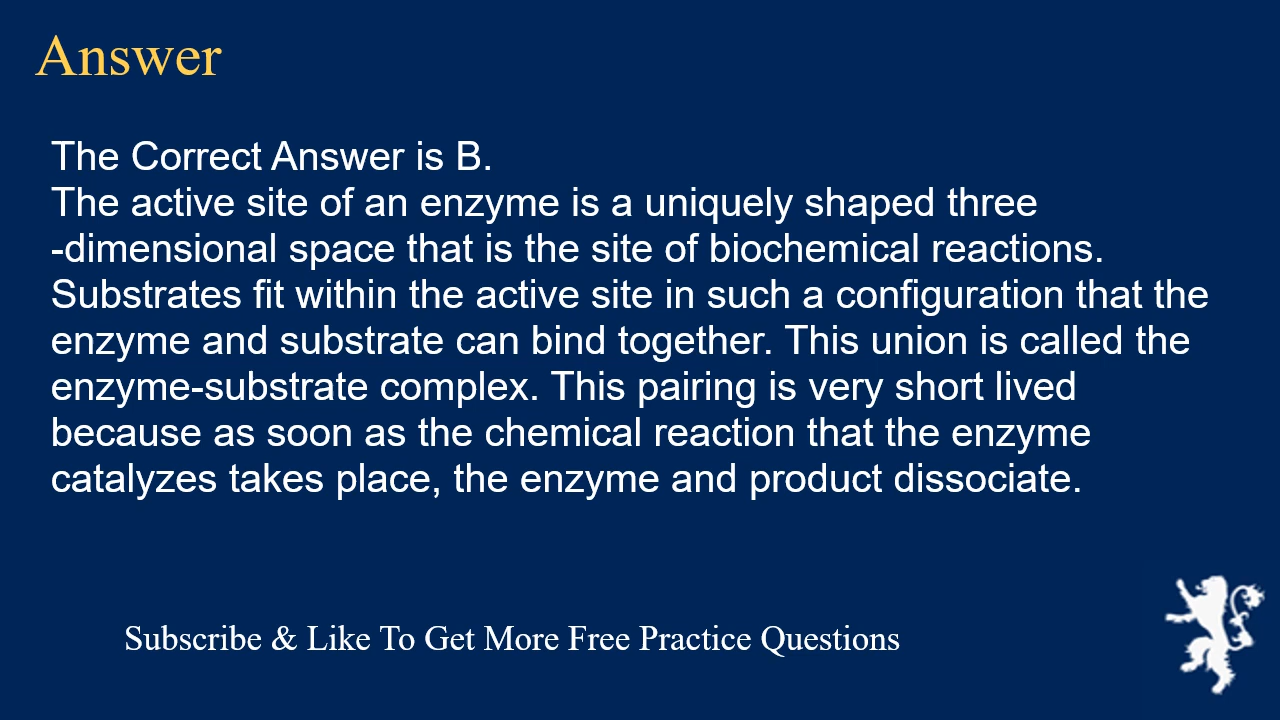 Answer
The Correct Answer is B.
The active site of an enzyme is a uniquely shaped three
-dimensional space that is the site of biochemical reactions.
Substrates fit within the active site in such a configuration that the
enzyme and substrate can bind together. This union is called the
enzyme-substrate complex. This pairing is very short lived
because as soon as the chemical reaction that the enzyme
catalyzes takes place, the enzyme and product dissociate.
Subscribe & Like To Get More Free Practice Questions